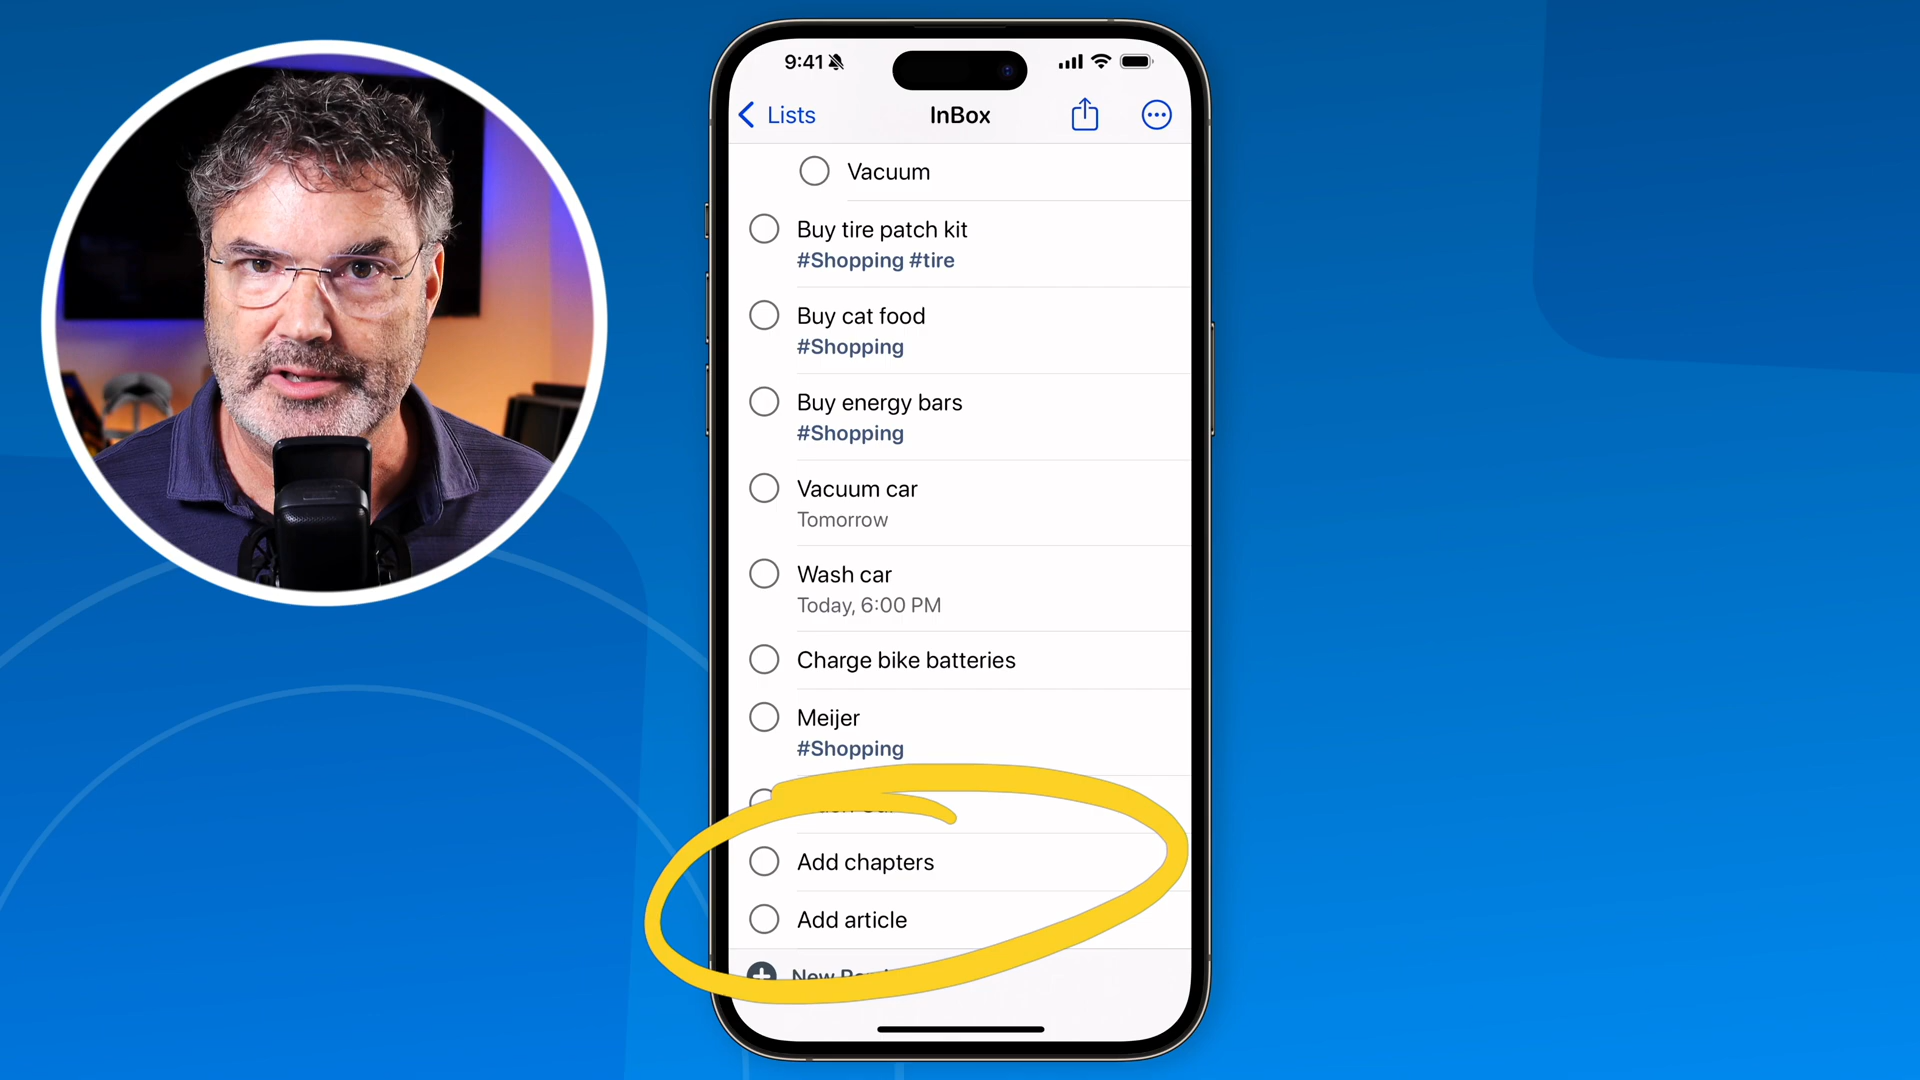 9:41
Lists
InBox
Vacuum
Buy tire patch kit
#Shopping #tire
Buy cat food
#Shopping
Buy energy bars
#Shopping
Vacuum car
Tomorrow
Wash car
Today, 6:00 PM
Charge bike batteries
Meijer
#Shopping
Add chapters
Add article
New